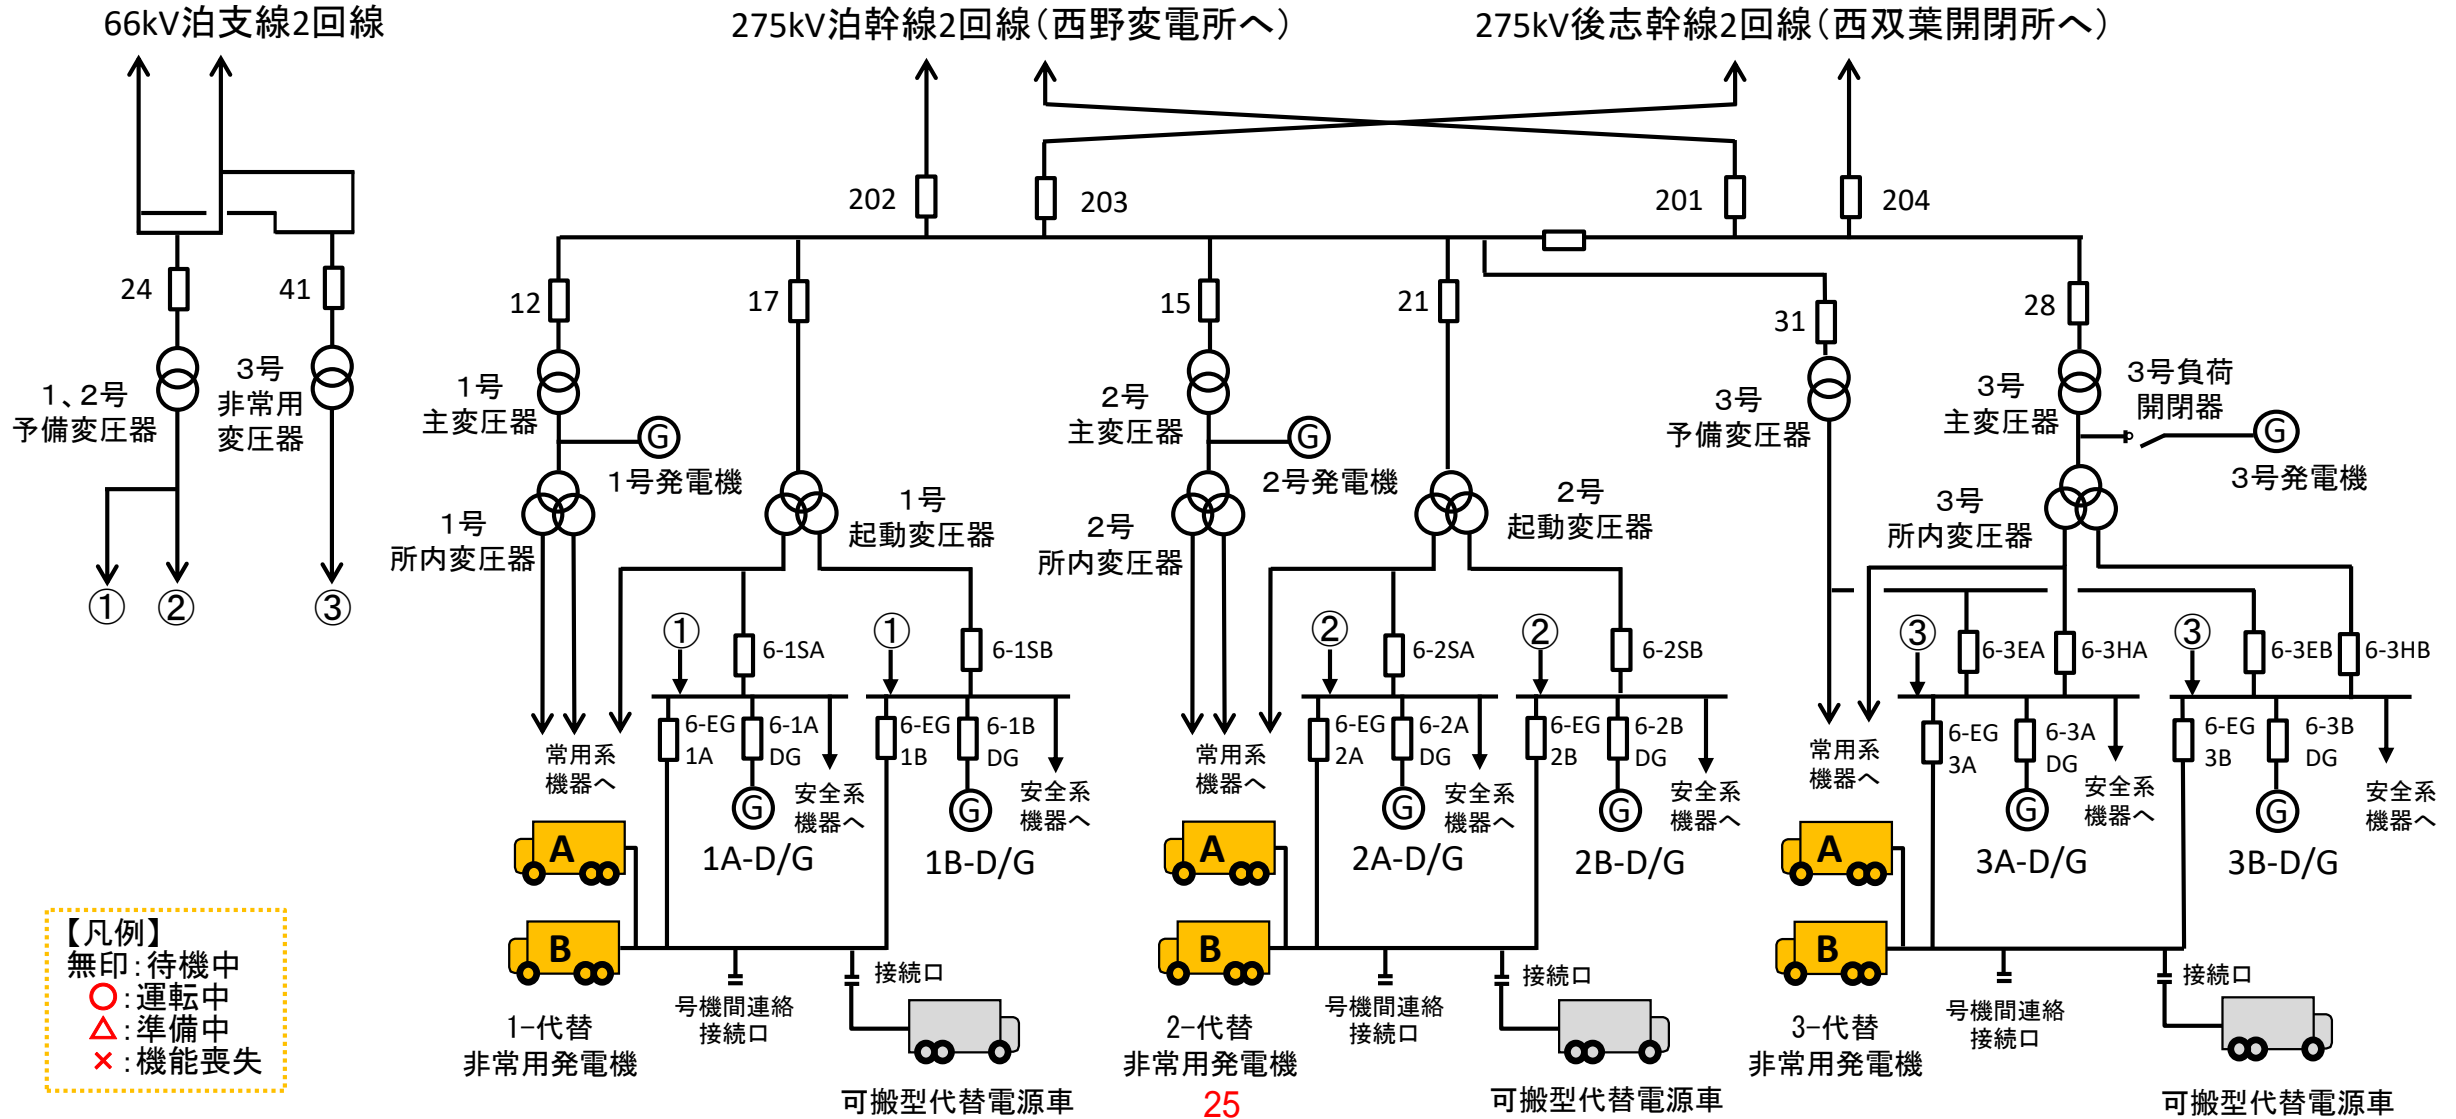 66kV泊支線2回線
275kV泊幹線2回線（西野変電所へ）
275kV後志幹線2回線（西双葉開閉所へ）
202
203
201
204
24
41
12
17
15
21
31
28
1、2号
予備変圧器
3号
非常用
変圧器
1号
主変圧器
G
1号発電機
1号
所内変圧器
1号
起動変圧器
2号
主変圧器
G
2号発電機
2号
所内変圧器
2号
起動変圧器
3号
予備変圧器
3号
主変圧器
3号負荷
開閉器
G
3号発電機
3号
所内変圧器
①
②
③
①
6-1SA
①
6-1SB
②
6-2SA
②
6-2SB
③
6-3EA
6-3HA
③
6-3EB
6-3HB
常用系
機器へ
6-EG
1A
6-1A
DG
安全系
機器へ
6-EG
1B
6-1B
DG
安全系
機器へ
常用系
機器へ
6-EG
2A
6-2A
DG
安全系
機器へ
6-EG
2B
6-2B
DG
安全系
機器へ
常用系
機器へ
6-EG
3A
6-3A
DG
安全系
機器へ
6-EG
3B
6-3B
DG
安全系
機器へ
G
G
G
G
G
G
A
1A-D/G
1B-D/G
A
2A-D/G
2B-D/G
A
3A-D/G
3B-D/G
B
B
B
接続口
接続口
接続口
号機間連絡
接続口
号機間連絡
接続口
号機間連絡
接続口
1-代替
非常用発電機
2-代替
非常用発電機
3-代替
非常用発電機
可搬型代替電源車
可搬型代替電源車
可搬型代替電源車
【凡例】
無印：待機中
○：運転中
△：準備中
×：機能喪失
25